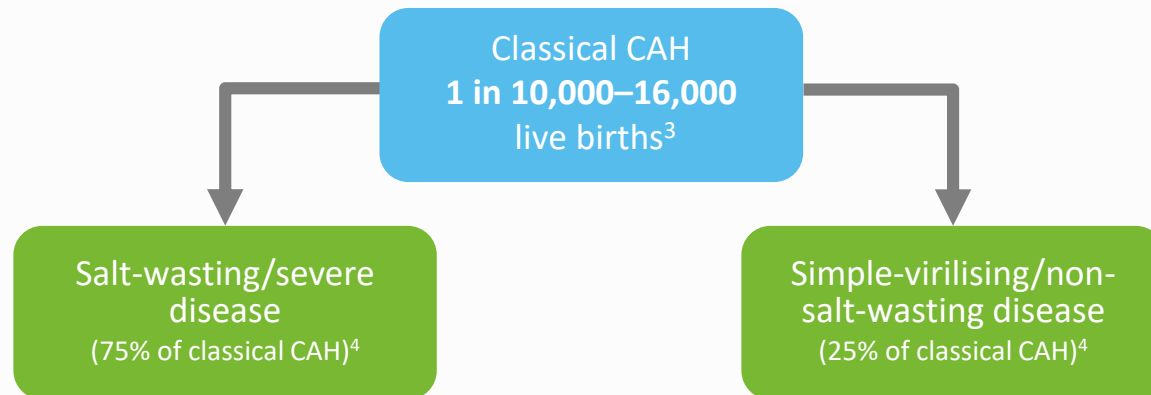 Classical CAH
1 in 10,000–16,000
live births³
Salt-wasting/severe
disease
(75% of classical CAH)⁴
Simple-virilising/non-
salt-wasting disease
(25% of classical CAH)⁴